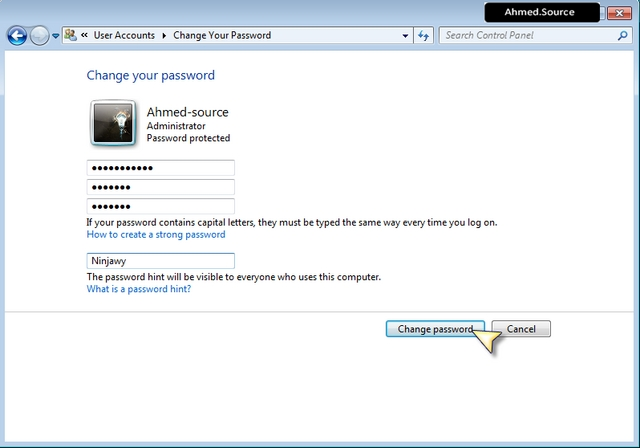 Ahmed.Source
« User Accounts ▸ Change Your Password
Search Control Panel
Change your password
Ahmed-source
Administrator
Password protected
●●●●●●●●●●●
●●●●●●●
●●●●●●●
If your password contains capital letters, they must be typed the same way every time you log on.
How to create a strong password
Ninjawy
The password hint will be visible to everyone who uses this computer.
What is a password hint?
Change password
Cancel